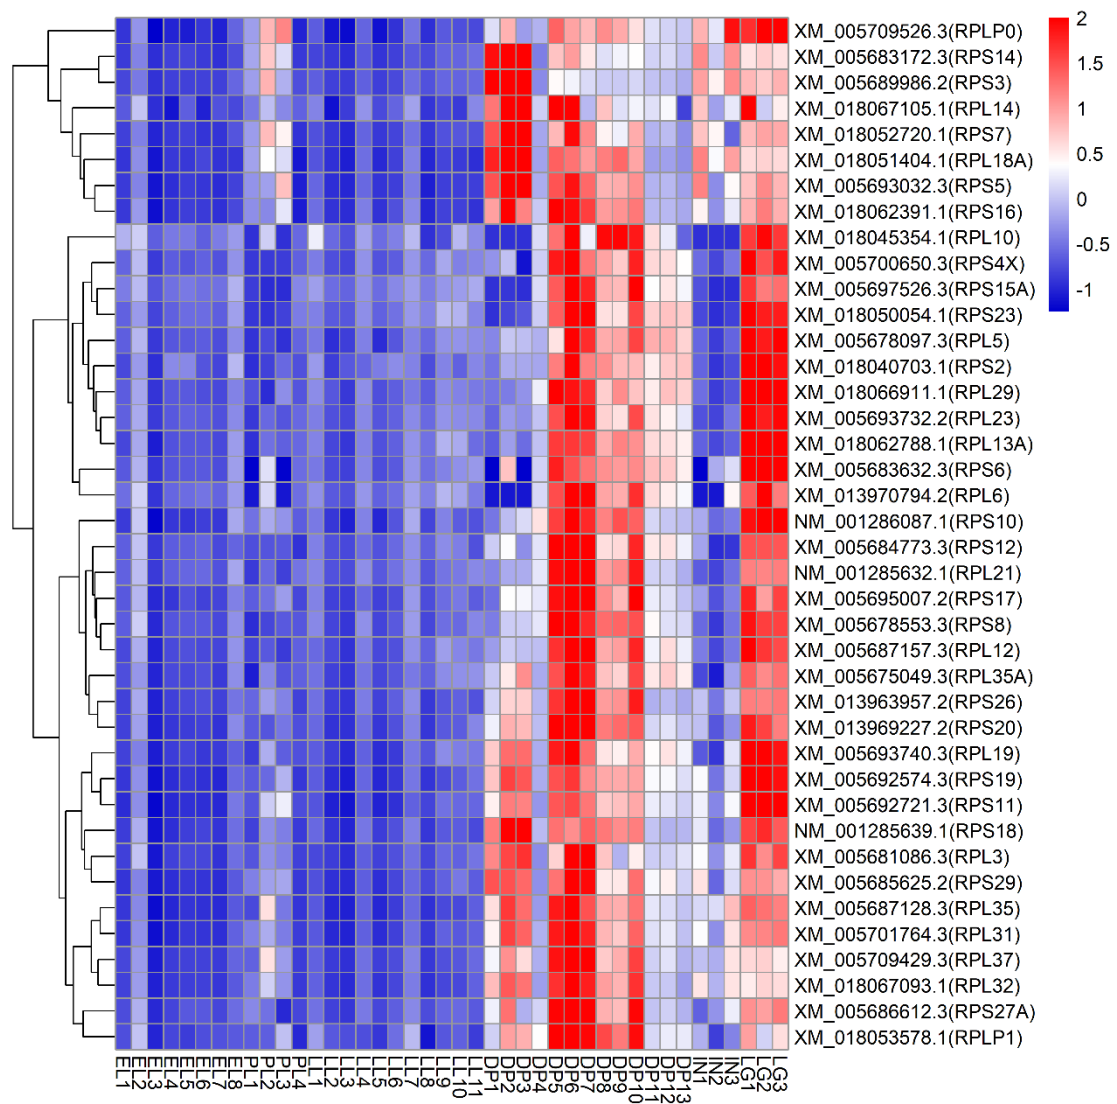 XM_005709526.3(RPLP0)
XM_005683172.3(RPS14)
XM_005689986.2(RPS3)
XM_018067105.1(RPL14)
XM_018052720.1(RPS7)
XM_018051404.1(RPL18A)
XM_005693032.3(RPS5)
XM_018062391.1(RPS16)
XM_018045354.1(RPL10)
XM_005700650.3(RPS4X)
XM_005697526.3(RPS15A)
XM_018050054.1(RPS23)
XM_005678097.3(RPL5)
XM_018040703.1(RPS2)
XM_018066911.1(RPL29)
XM_005693732.2(RPL23)
XM_018062788.1(RPL13A)
XM_005683632.3(RPS6)
XM_013970794.2(RPL6)
NM_001286087.1(RPS10)
XM_005684773.3(RPS12)
NM_001285632.1(RPL21)
XM_005695007.2(RPS17)
XM_005678553.3(RPS8)
XM_005687157.3(RPL12)
XM_005675049.3(RPL35A)
XM_013963957.2(RPS26)
XM_013969227.2(RPS20)
XM_005693740.3(RPL19)
XM_005692574.3(RPS19)
XM_005692721.3(RPS11)
NM_001285639.1(RPS18)
XM_005681086.3(RPL3)
XM_005685625.2(RPS29)
XM_005687128.3(RPL35)
XM_005701764.3(RPL31)
XM_005709429.3(RPL37)
XM_018067093.1(RPL32)
XM_005686612.3(RPS27A)
XM_018053578.1(RPLP1)
2
1.5
1
0.5
0
-0.5
-1
EL1
EL2
EL3
EL4
EL5
EL6
EL7
EL8
PL1
PL2
PL3
PL4
LL1
LL2
LL3
LL4
LL5
LL6
LL7
LL8
LL9
LL10
LL11
DP1
DP2
DP3
DP4
DP5
DP6
DP7
DP8
DP9
DP10
DP11
DP12
DP13
IN1
IN2
IN3
LG1
LG2
LG3